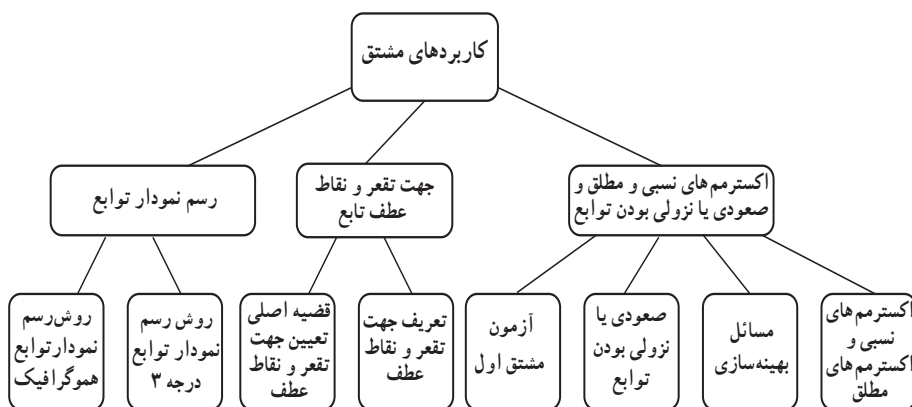 کاربردهای مشتق
اکسترمم‌های نسبی و مطلق و
صعودی یا نزولی بودن توابع
جهت تقعر و نقاط
عطف تابع
رسم نمودار توابع
اکسترمم‌های
نسبی و
اکسترمم‌های
مطلق
مسائل
بهینه‌سازی
صعودی یا
نزولی بودن
توابع
آزمون
مشتق اول
تعریف جهت
تقعر و نقاط
عطف
قضیه اصلی
تعیین جهت
تقعر و نقاط
عطف
روش رسم
نمودار توابع
درجه ۳
روش رسم
نمودار توابع
هموگرافیک